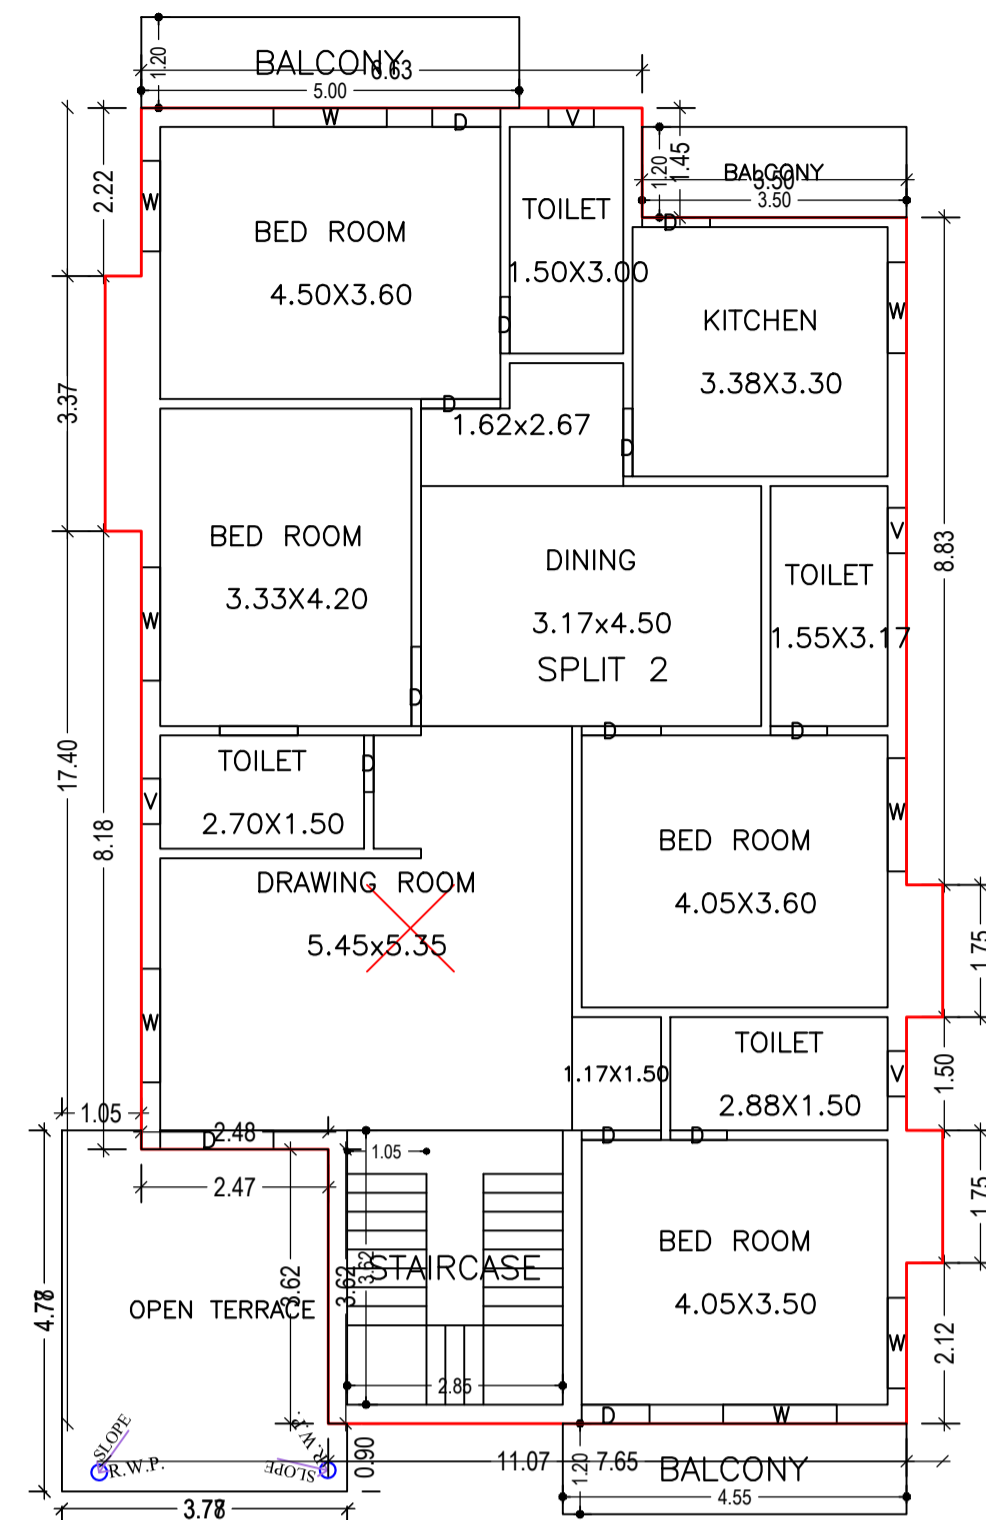 BALCONY
6.63
1.20
5.00
W
D
V
2.22
W
BED ROOM
4.50X3.60
TOILET
1.50X3.00
D
1.20
1.45
BALCONY
3.50
3.50
D
KITCHEN
3.38X3.30
W
3.37
D
1.62x2.67
D
BED ROOM
3.33X4.20
W
D
DINING
3.17x4.50
SPLIT 2
V
TOILET
1.55X3.17
8.83
17.40
8.18
TOILET
2.70X1.50
V
D
D
D
BED ROOM
4.05X3.60
W
DRAWING ROOM
5.45x5.35
W
1.75
1.17X1.50
TOILET
2.88X1.50
V
1.50
1.05
D
2.48
1.05
D
D
2.47
1.75
4.78
OPEN TERRACE
3.62
3.62
3.62
STAIRCASE
BED ROOM
4.05X3.50
W
2.12
2.85
D
W
SLOPE
R.W.P.
R.W.P.
SLOPE
0.90
11.07
7.65
1.20
BALCONY
4.55
3.78